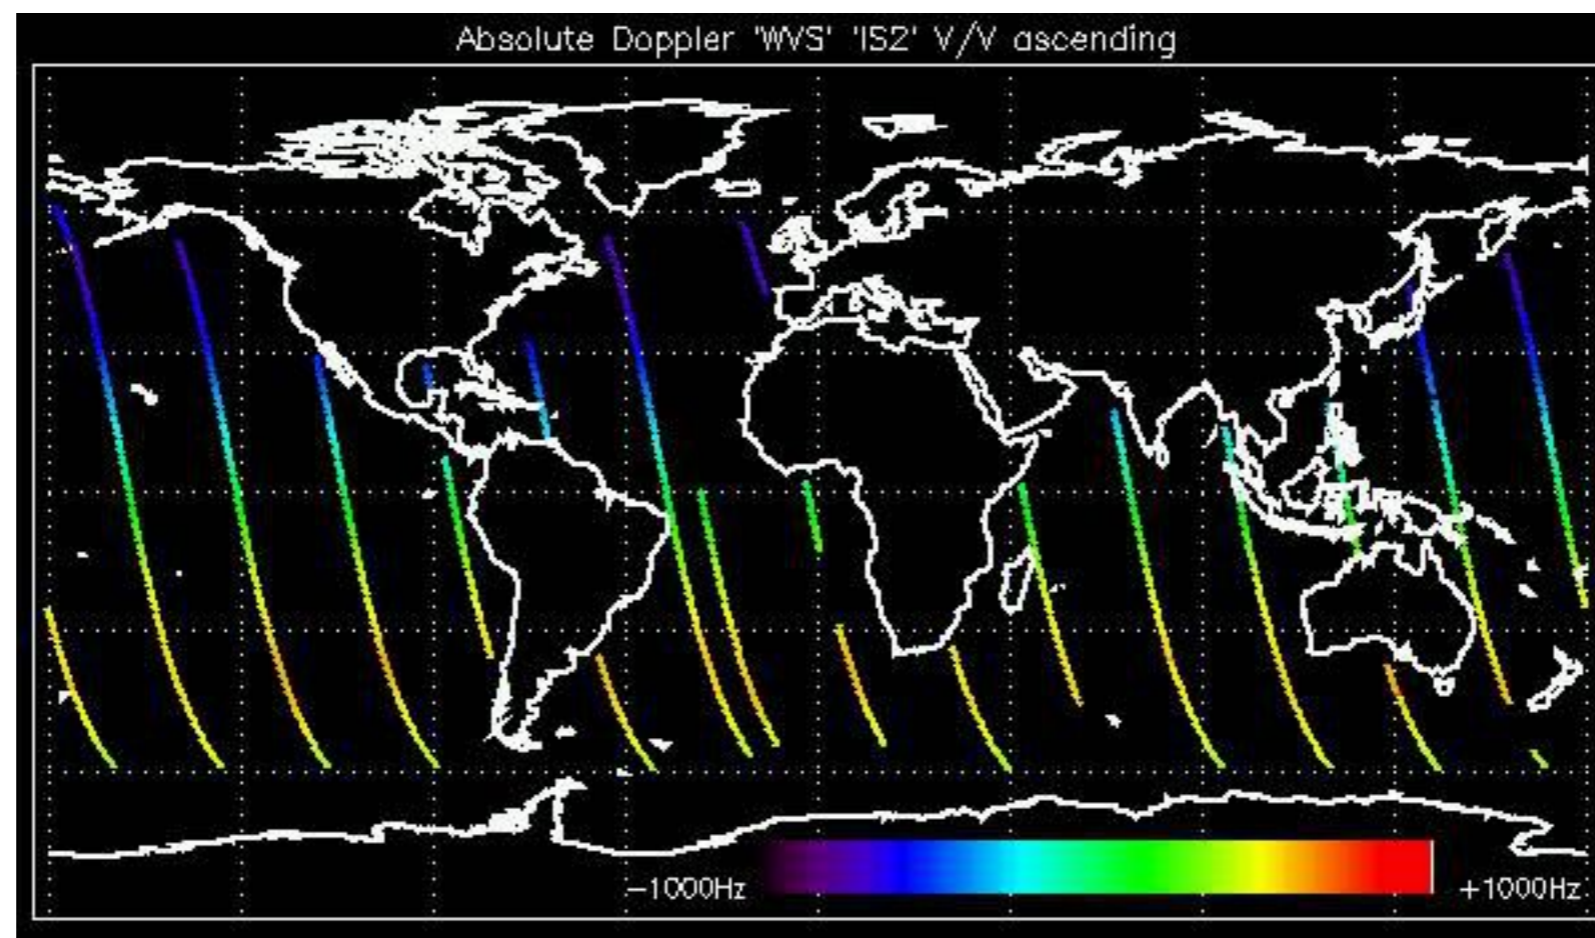 Absolute Doppler 'WVS' 'IS2' V/V ascending
−1000Hz +1000Hz